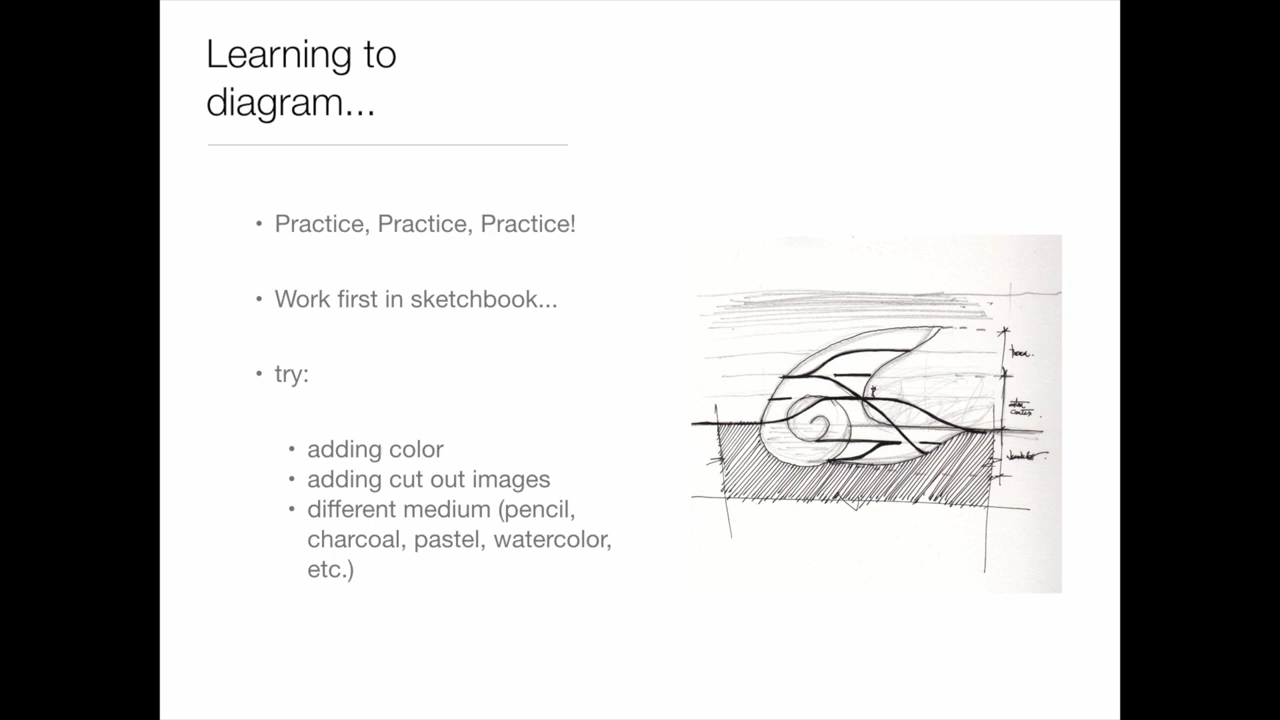 Learning to
diagram...
• Practice, Practice, Practice!
• Work first in sketchbook...
• try:
• adding color
• adding cut out images
• different medium (pencil,
charcoal, pastel, watercolor,
etc.)